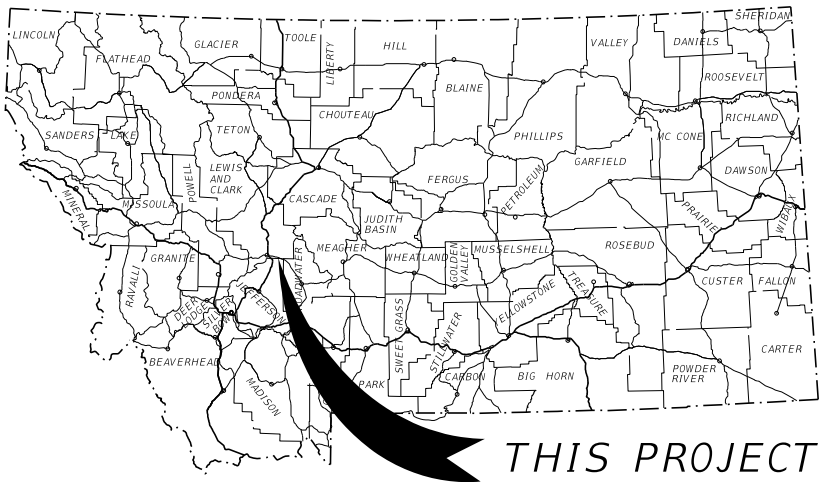 SHERIDAN
LINCOLN
GLACIER
TOOLE
LIBERTY
HILL
VALLEY
DANIELS
FLATHEAD
ROOSEVELT
PONDERA
BLAINE
CHOUTEAU
RICHLAND
SANDERS
LAKE
TETON
PHILLIPS
MC CONE
GARFIELD
LEWIS
AND
CLARK
POWELL
FERGUS
PETROLEUM
DAWSON
MINERAL
MISSOULA
CASCADE
JUDITH
BASIN
PRAIRIE
WIBAUX
MEAGHER
WHEATLAND
GOLDEN
VALLEY
MUSSELSHELL
ROSEBUD
GRANITE
RAVALLI
DEER
LODGE
SILVER
BOW
JEFFERSON
TREASURE
CUSTER
FALLON
YELLOWSTONE
SWEET GRASS
STILLWATER
BEAVERHEAD
MADISON
PARK
CARBON
BIG HORN
POWDER
RIVER
CARTER
THIS PROJECT